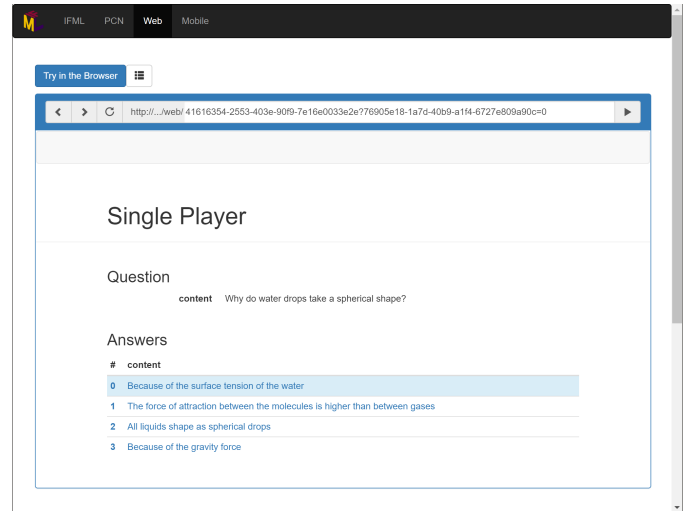 IFML PCN Web Mobile
Try in the Browser
http://.../web/ 41616354-2553-403e-90f9-7e16e0033e2e?76905e18-1a7d-40b9-a1f4-6727e809a90c=0
Single Player
Question
content Why do water drops take a spherical shape?
Answers
# content
0 Because of the surface tension of the water
1 The force of attraction between the molecules is higher than between gases
2 All liquids shape as spherical drops
3 Because of the gravity force